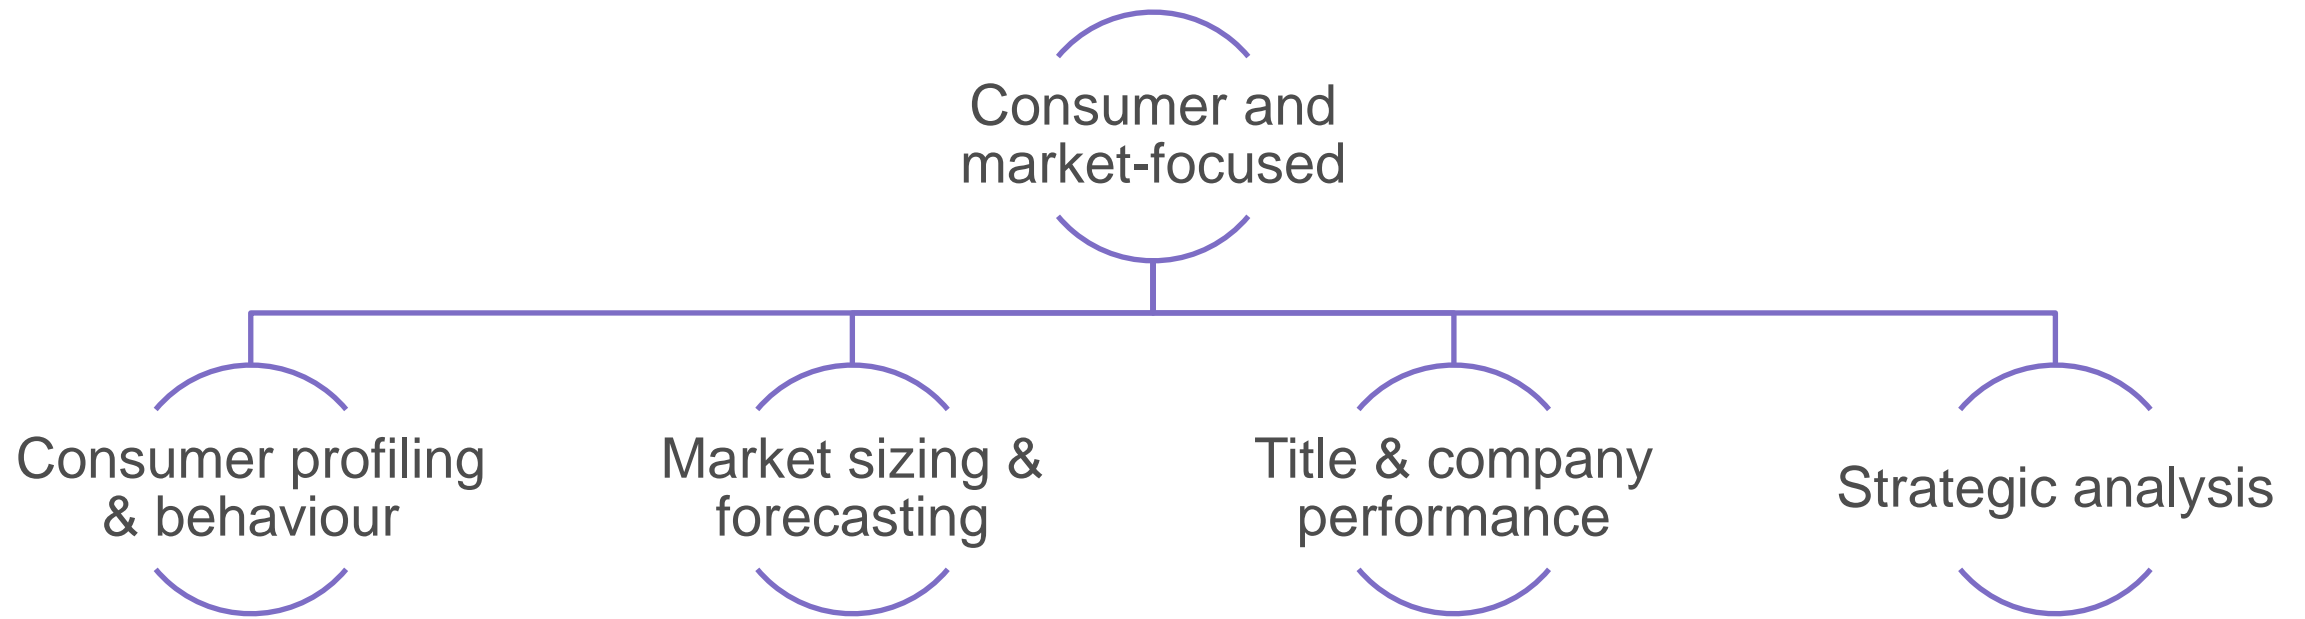 Consumer and
market-focused
Consumer profiling
& behaviour
Market sizing &
forecasting
Title & company
performance
Strategic analysis